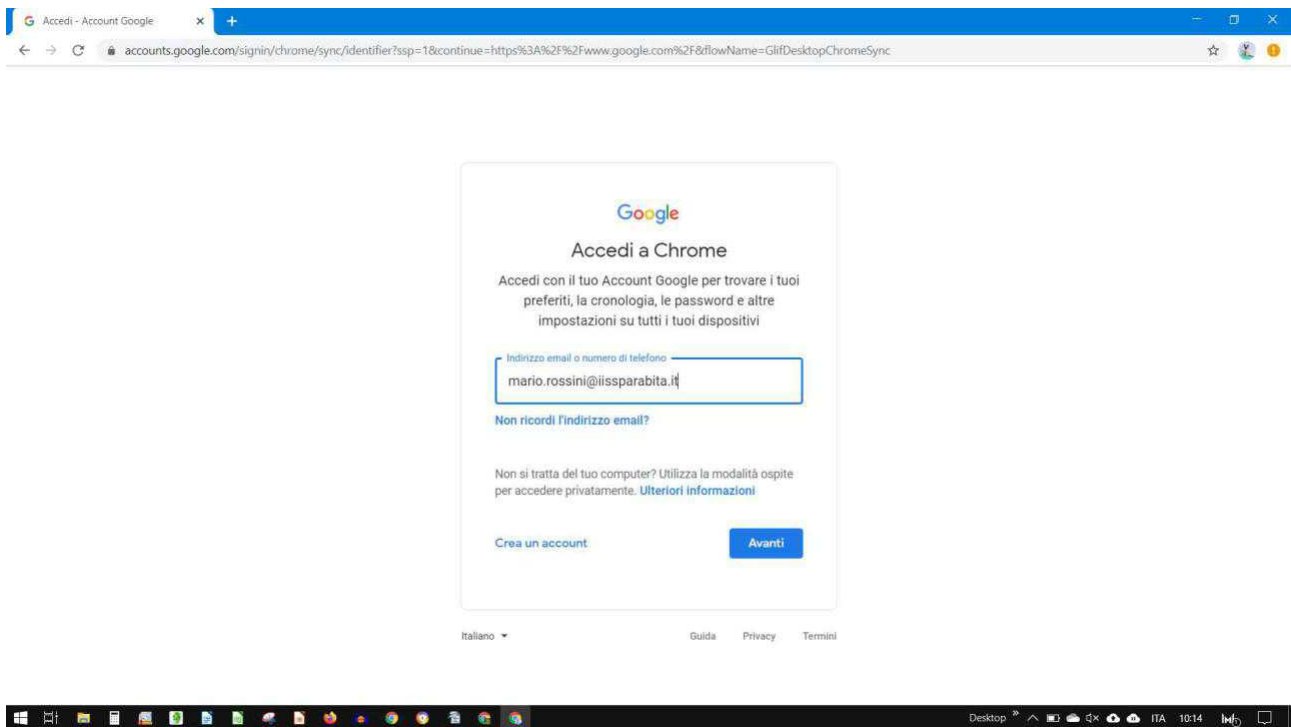 Accedi - Account Google
accounts.google.com/signin/chrome/sync/identifier?ssp=1&continue=https%3A%2F%2Fwww.google.com%2F&flowName=GlifDesktopChromeSync
Google
Accedi a Chrome
Accedi con il tuo Account Google per trovare i tuoi
preferiti, la cronologia, le password e altre
impostazioni su tutti i tuoi dispositivi
Indirizzo email o numero di telefono
mario.rossini@iissparabita.it
Non ricordi l'indirizzo email?
Non si tratta del tuo computer? Utilizza la modalità ospite
per accedere privatamente. Ulteriori informazioni
Crea un account Avanti
Italiano Guida Privacy Termini
Desktop ITA 10:14